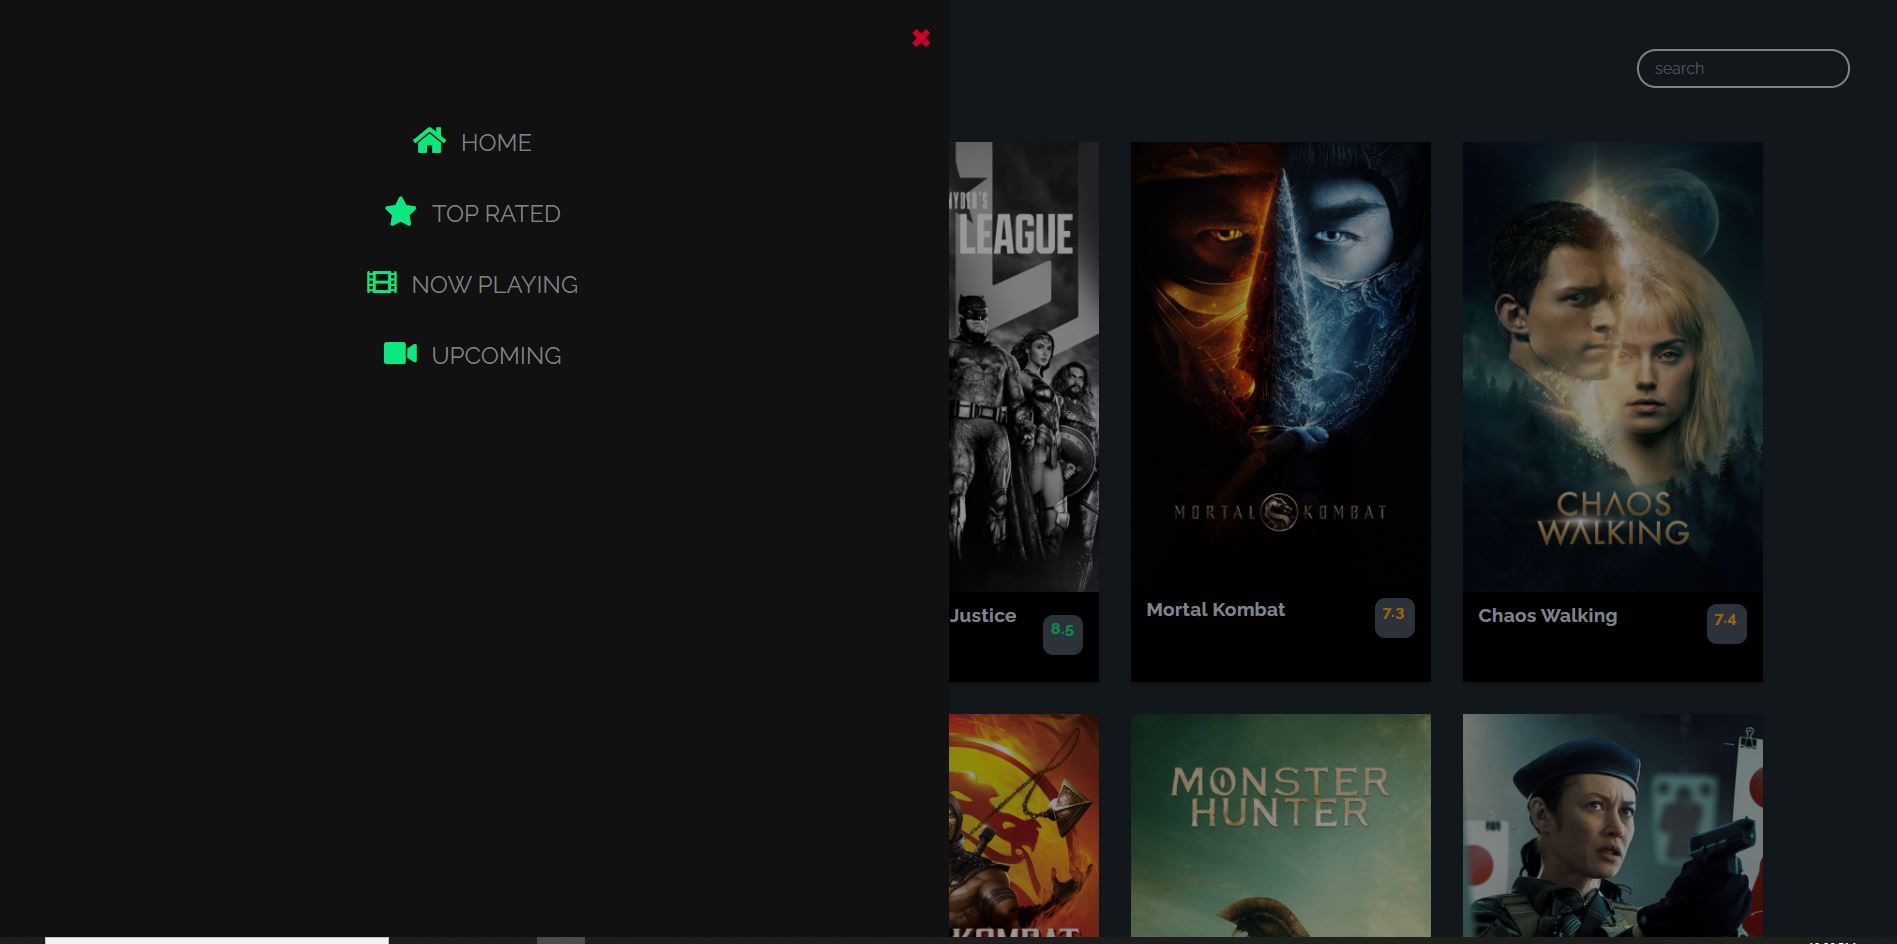 HOME
TOP RATED
NOW PLAYING
UPCOMING
search
LEAGUE
MORTAL KOMBAT
CHAOS
WALKING
Justice
8.5
Mortal Kombat
7.3
Chaos Walking
7.4
KOMBAT
MONSTER
HUNTER